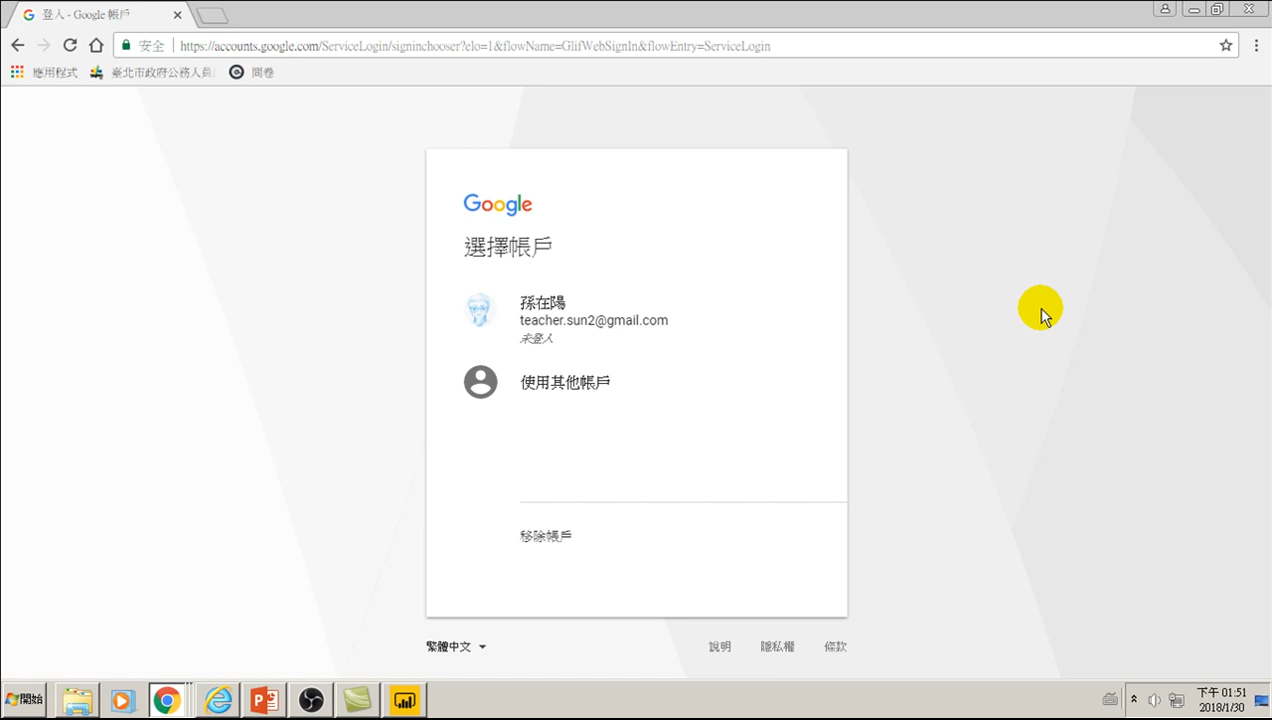 登入 - Google 帳戶
安全
https://accounts.google.com/ServiceLogin/signinchooser?elo=1&flowName=GlifWebSignIn&flowEntry=ServiceLogin
應用程式
臺北市政府公務人員
問卷
Google
選擇帳戶
孫在陽
teacher.sun2@gmail.com
未登入
使用其他帳戶
移除帳戶
繁體中文
說明
隱私權
條款
開始
下午 01:51
2018/1/30